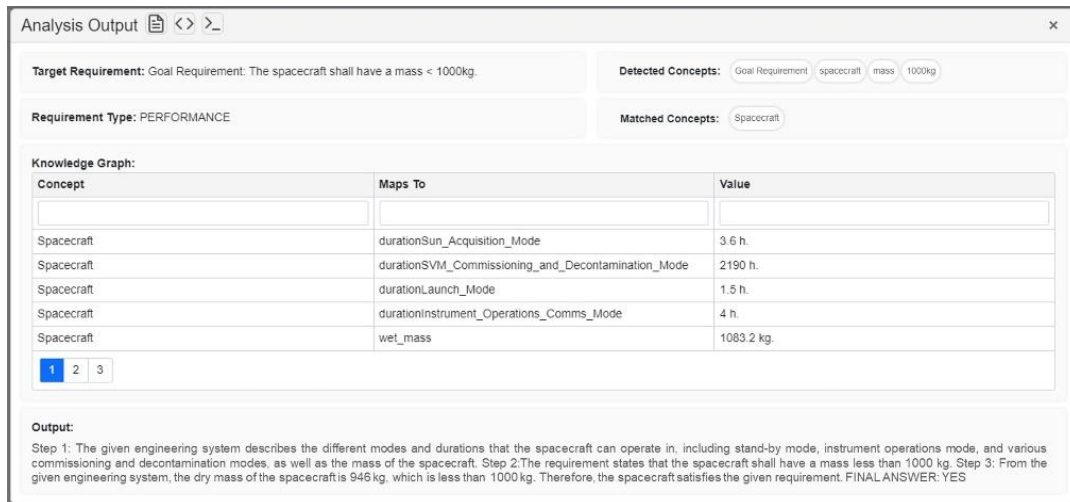 Analysis Output
Target Requirement: Goal Requirement: The spacecraft shall have a mass < 1000kg.
Detected Concepts: Goal Requirement spacecraft mass 1000kg
Requirement Type: PERFORMANCE
Matched Concepts: Spacecraft
Knowledge Graph:
Concept Maps To Value
Spacecraft durationSun_Acquisition_Mode 3.6 h.
Spacecraft durationSVM_Commissioning_and_Decontamination_Mode 2190 h.
Spacecraft durationLaunch_Mode 1.5 h.
Spacecraft durationInstrument_Operations_Comms_Mode 4 h.
Spacecraft wet_mass 1083.2 kg.
1 2 3
Output:
Step 1: The given engineering system describes the different modes and durations that the spacecraft can operate in, including stand-by mode, instrument operations mode, and various
commissioning and decontamination modes, as well as the mass of the spacecraft. Step 2:The requirement states that the spacecraft shall have a mass less than 1000 kg. Step 3: From the
given engineering system, the dry mass of the spacecraft is 946 kg, which is less than 1000 kg. Therefore, the spacecraft satisfies the given requirement. FINAL ANSWER: YES